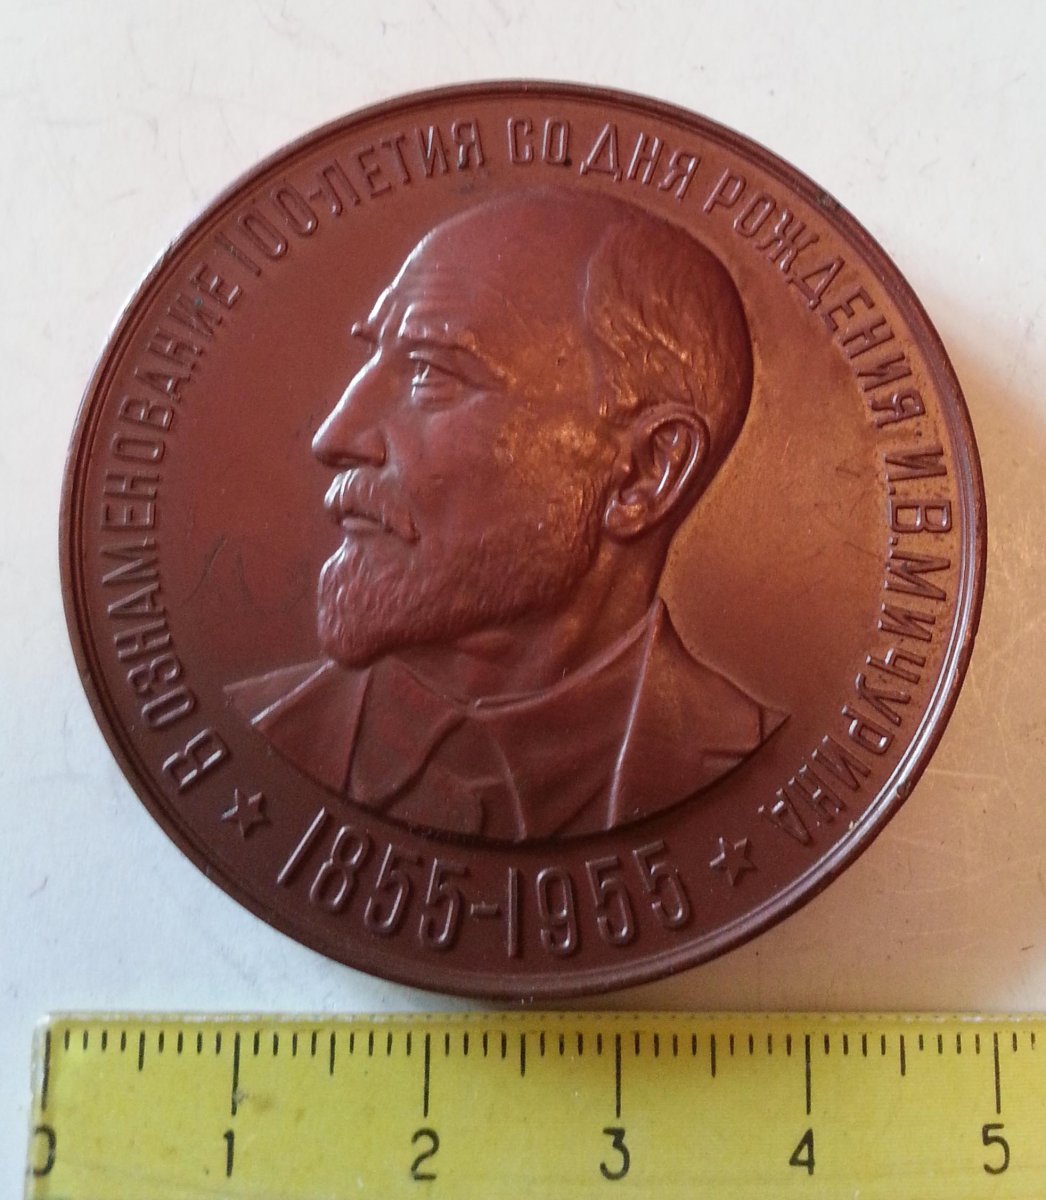 В ОЗНАМЕНОВАНИЕ 100-ЛЕТИЯ СО ДНЯ РОЖДЕНИЯ И.В.МИЧУРИНА
1855-1955
0 1 2 3 4 5